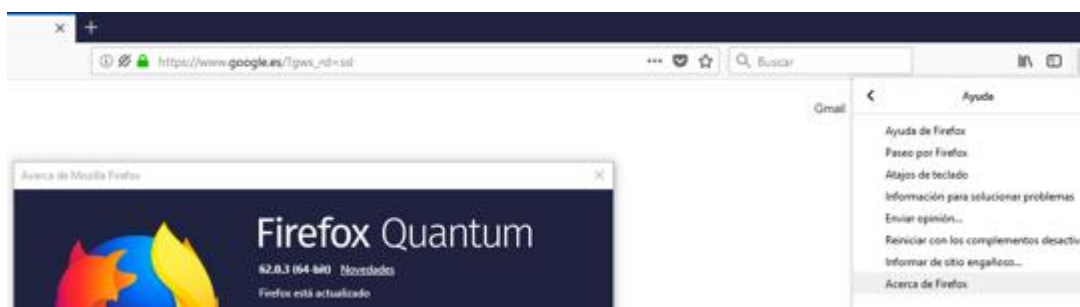 https://www.google.es/?gws_rd=ssl
Buscar
Gmail
Ayuda
Ayuda de Firefox
Paseo por Firefox
Atajos de teclado
Información para solucionar problemas
Enviar opinión...
Reiniciar con los complementos desactiv
Informar de sitio engañoso...
Acerca de Firefox
Acerca de Mozilla Firefox
Firefox Quantum
62.0.3 (64-bit) Novedades
Firefox está actualizado